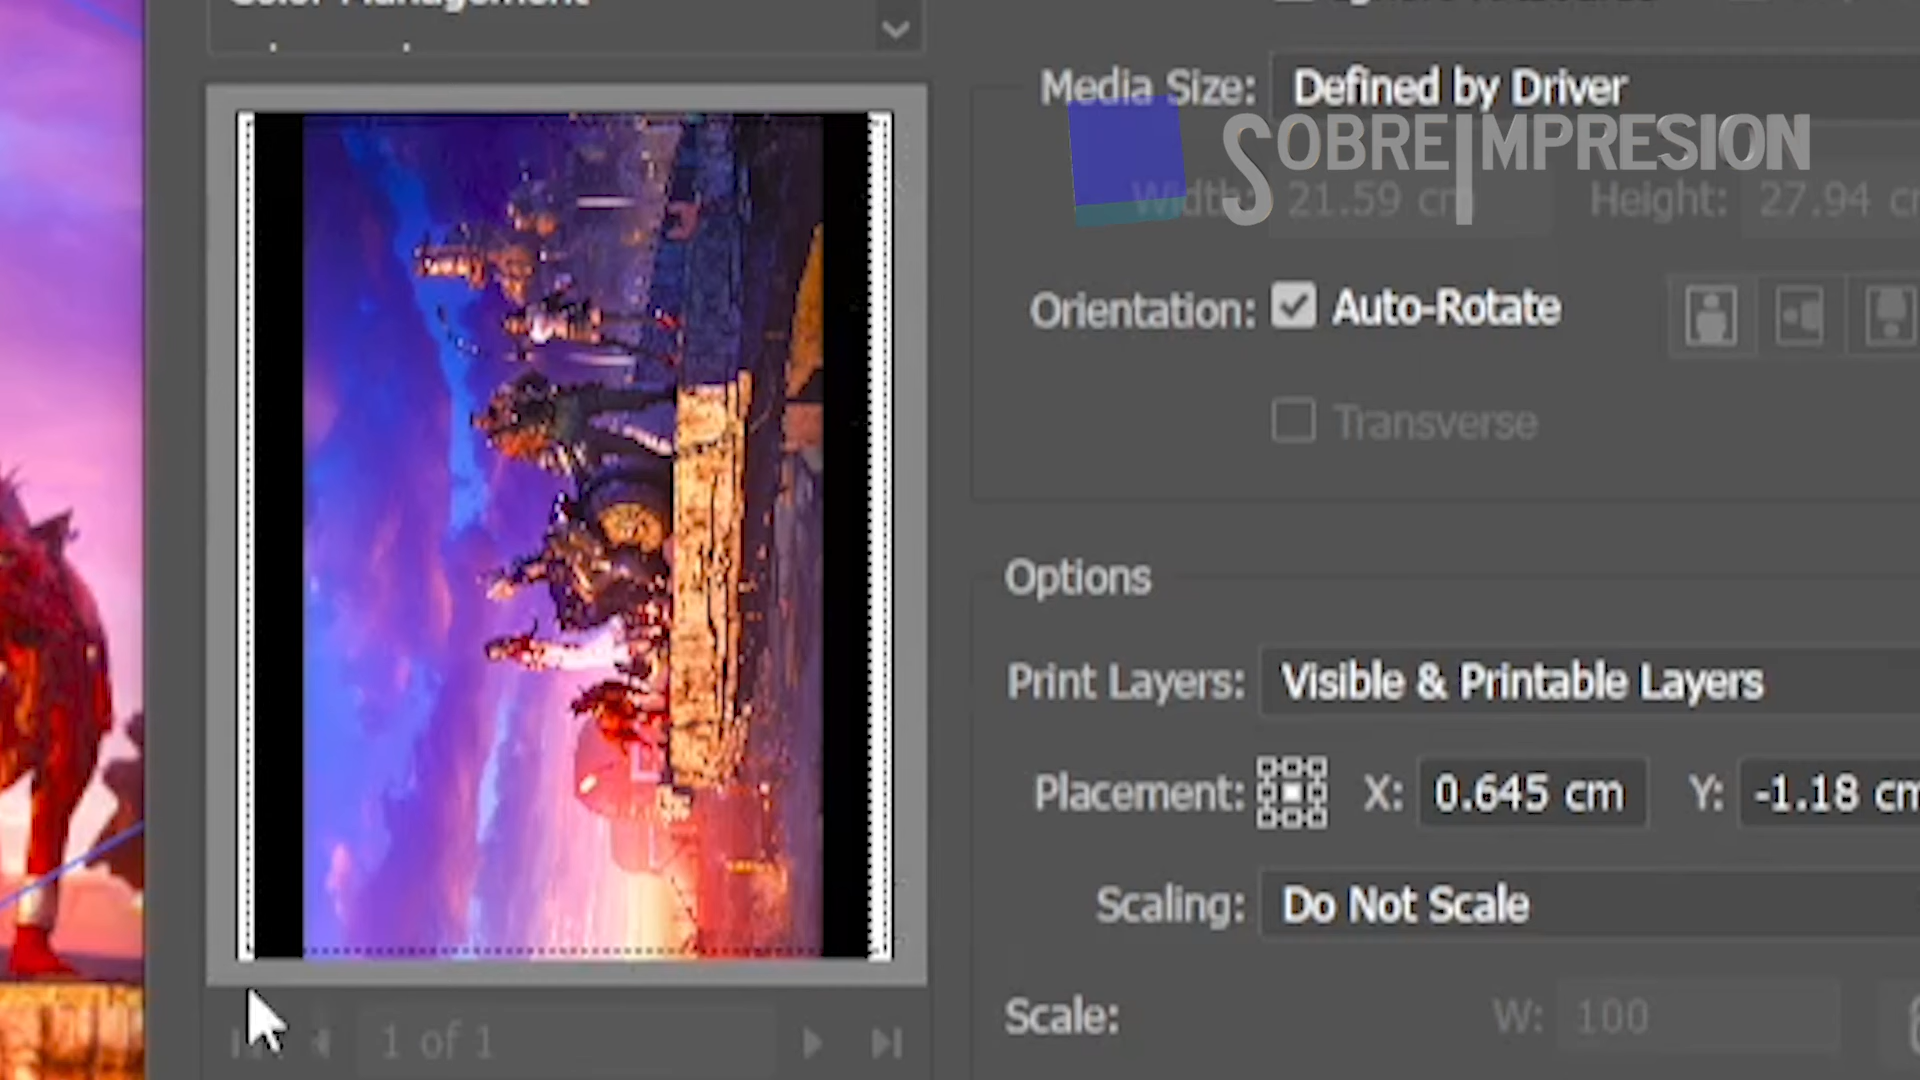 Color Management
Media Size: Defined by Driver
SOBREIMPRESION
Width: 21.59 cm Height: 27.94
Orientation: Auto-Rotate
Transverse
Options
Print Layers: Visible & Printable Layers
Placement: X: 0.645 cm Y: -1.18 cm
Scaling: Do Not Scale
Scale: W: 100
1 of 1